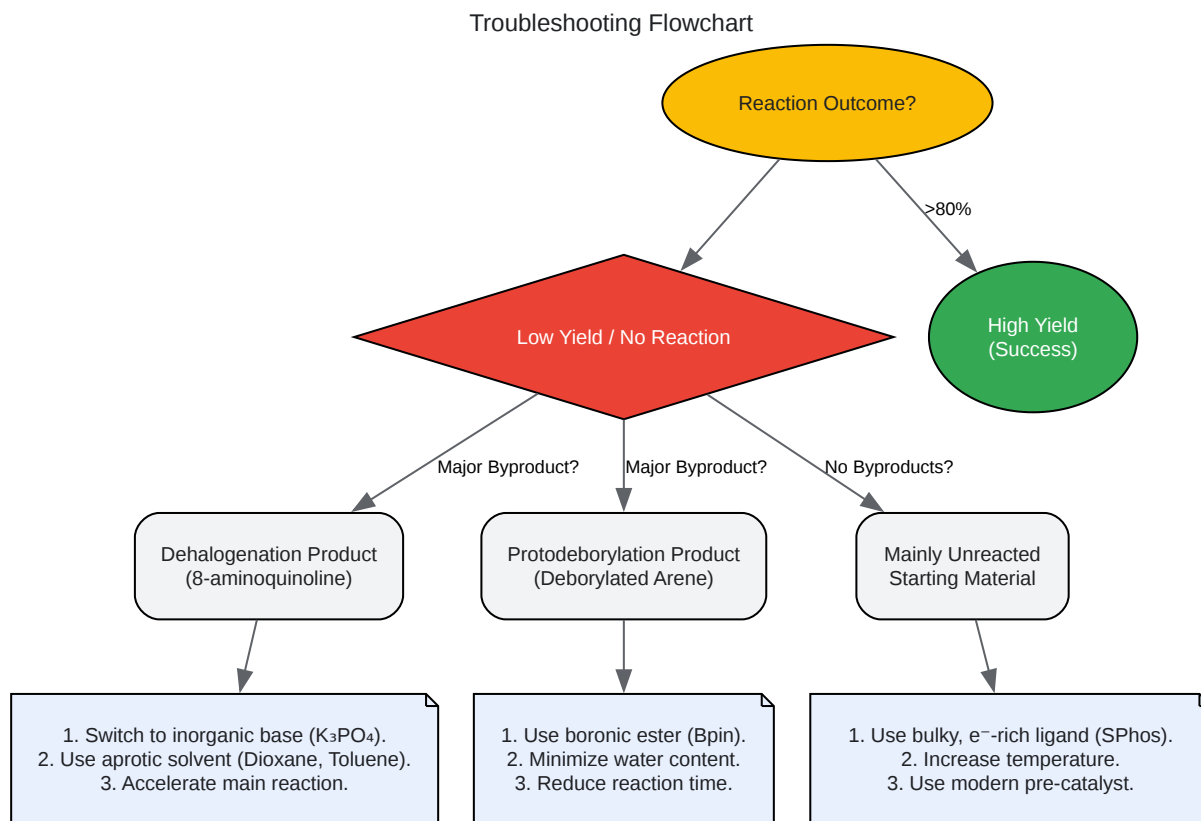 Troubleshooting Flowchart
Reaction Outcome?
>80%
Low Yield / No Reaction
High Yield
(Success)
Major Byproduct?
Major Byproduct?
No Byproducts?
Dehalogenation Product
(8-aminoquinoline)
Protodeborylation Product
(Deborylated Arene)
Mainly Unreacted
Starting Material
1. Switch to inorganic base (K₃PO₄).
2. Use aprotic solvent (Dioxane, Toluene).
3. Accelerate main reaction.
1. Use boronic ester (Bpin).
2. Minimize water content.
3. Reduce reaction time.
1. Use bulky, e⁻-rich ligand (SPhos).
2. Increase temperature.
3. Use modern pre-catalyst.